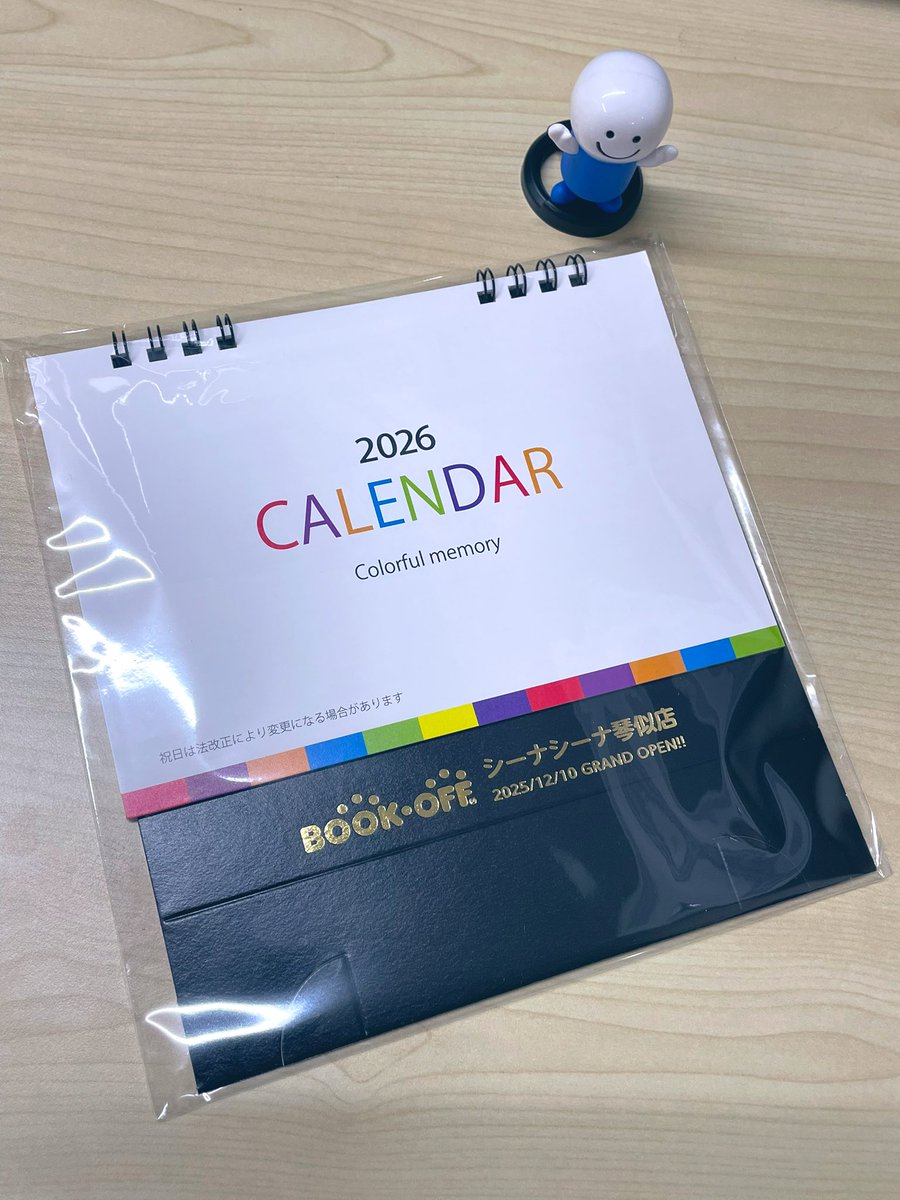 2026
CALENDAR
Colorful memory
祝日は法改正により変更になる場合があります
BOOK・OFF® シーナシーナ琴似店
2025/12/10 GRAND OPEN!!